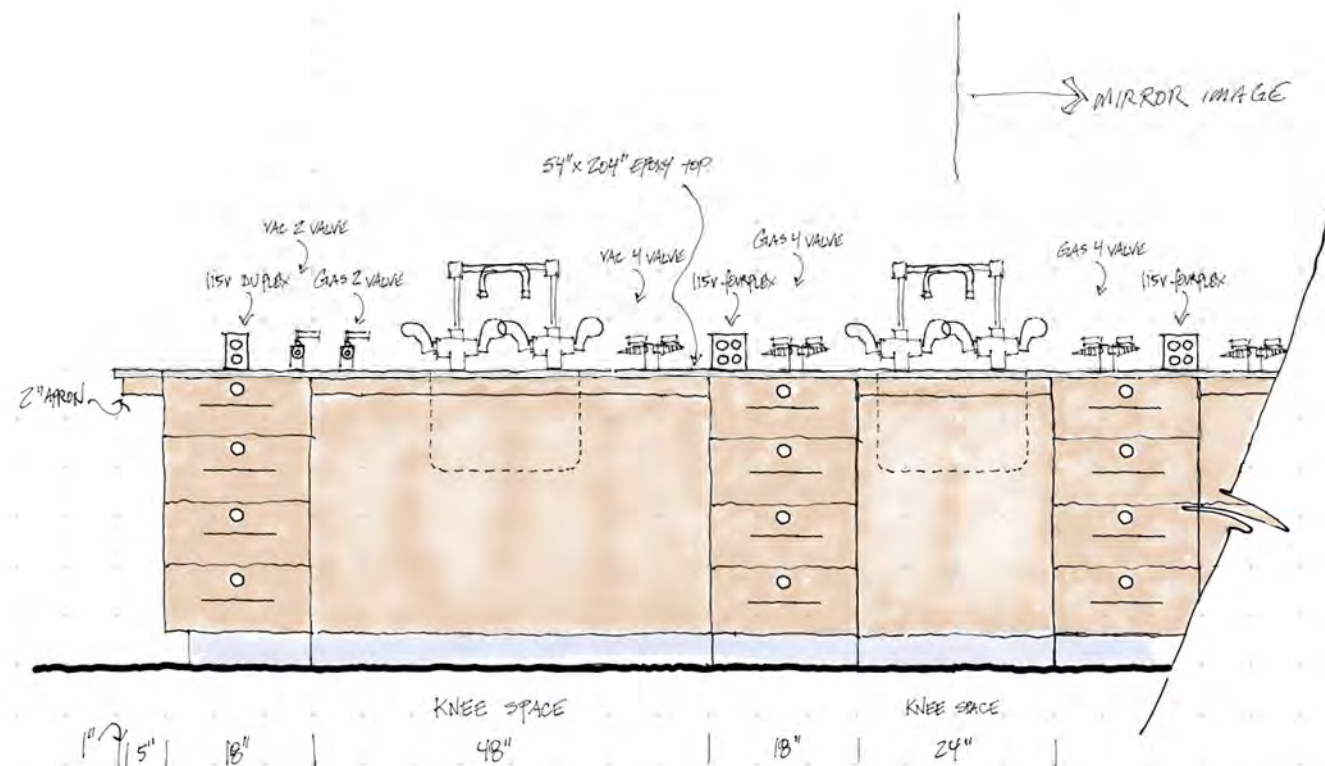 MIRROR IMAGE
54" x 204" EPOXY TOP
VAC 2 VALVE
115V DUPLEX
GAS 2 VALVE
VAC 4 VALVE
GAS 4 VALVE
115V fourplex
GAS 4 VALVE
115V-fourplex
2" APRON
KNEE SPACE
KNEE SPACE
1" 5" 18" 48" 18" 24"